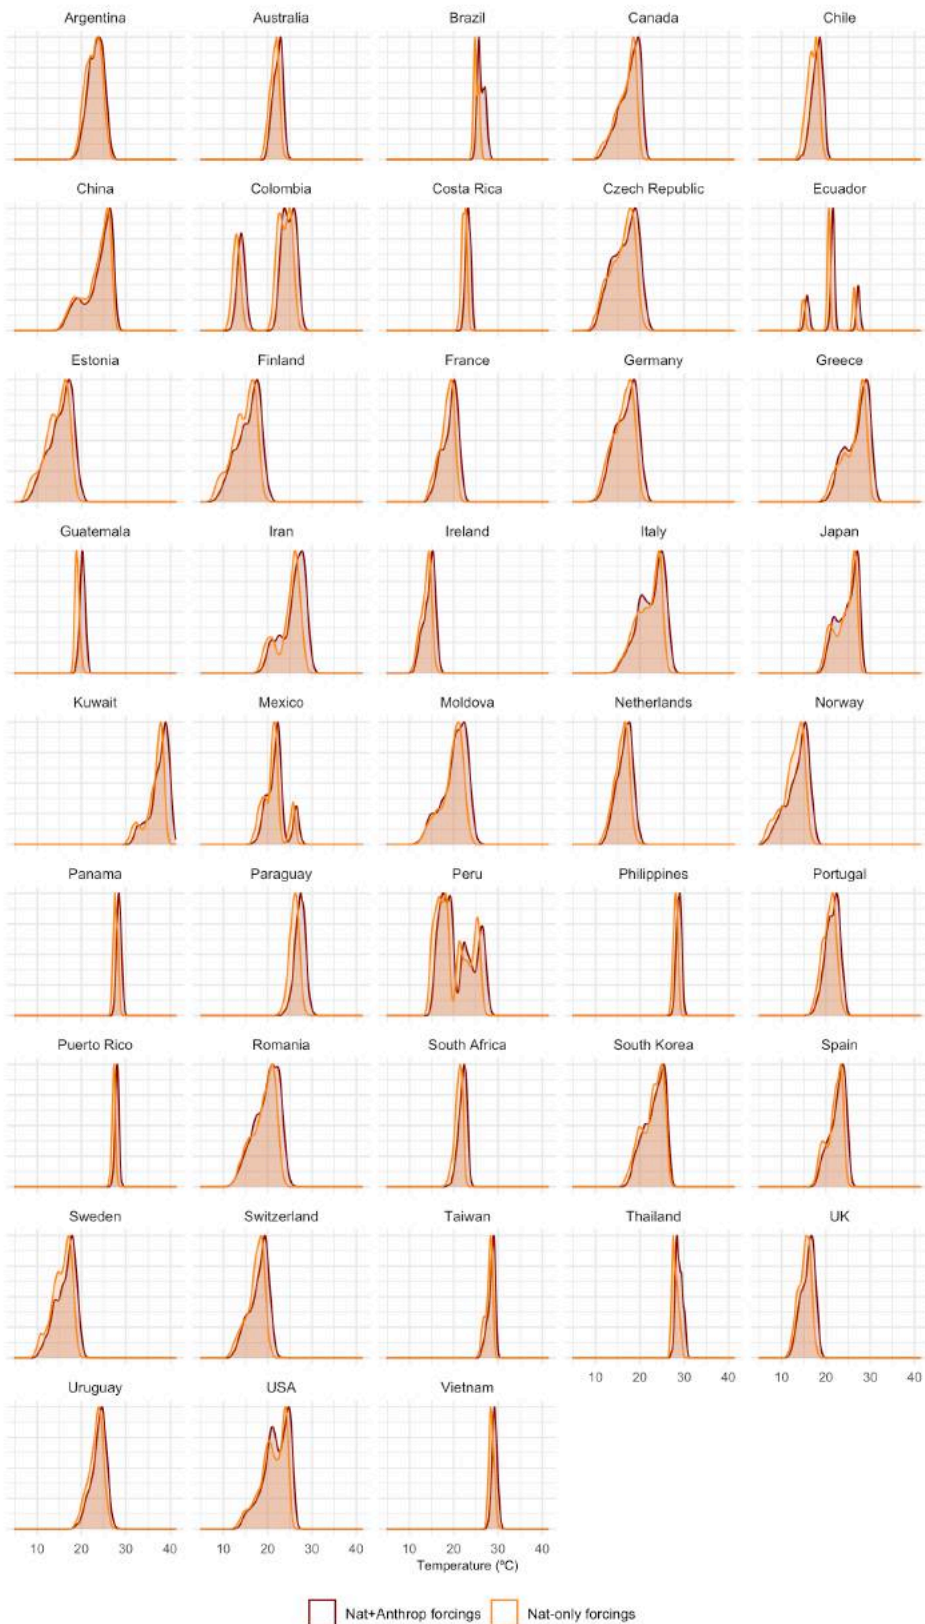 Argentina Australia Brazil Canada Chile
China Colombia Costa Rica Czech Republic Ecuador
Estonia Finland France Germany Greece
Guatemala Iran Ireland Italy Japan
Kuwait Mexico Moldova Netherlands Norway
Panama Paraguay Peru Philippines Portugal
Puerto Rico Romania South Africa South Korea Spain
Sweden Switzerland Taiwan Thailand UK
10 20 30 40 10 20 30 40
Uruguay USA Vietnam
10 20 30 40 10 20 30 40 10 20 30 40
Temperature (ºC)
Nat+Anthrop forcings Nat-only forcings